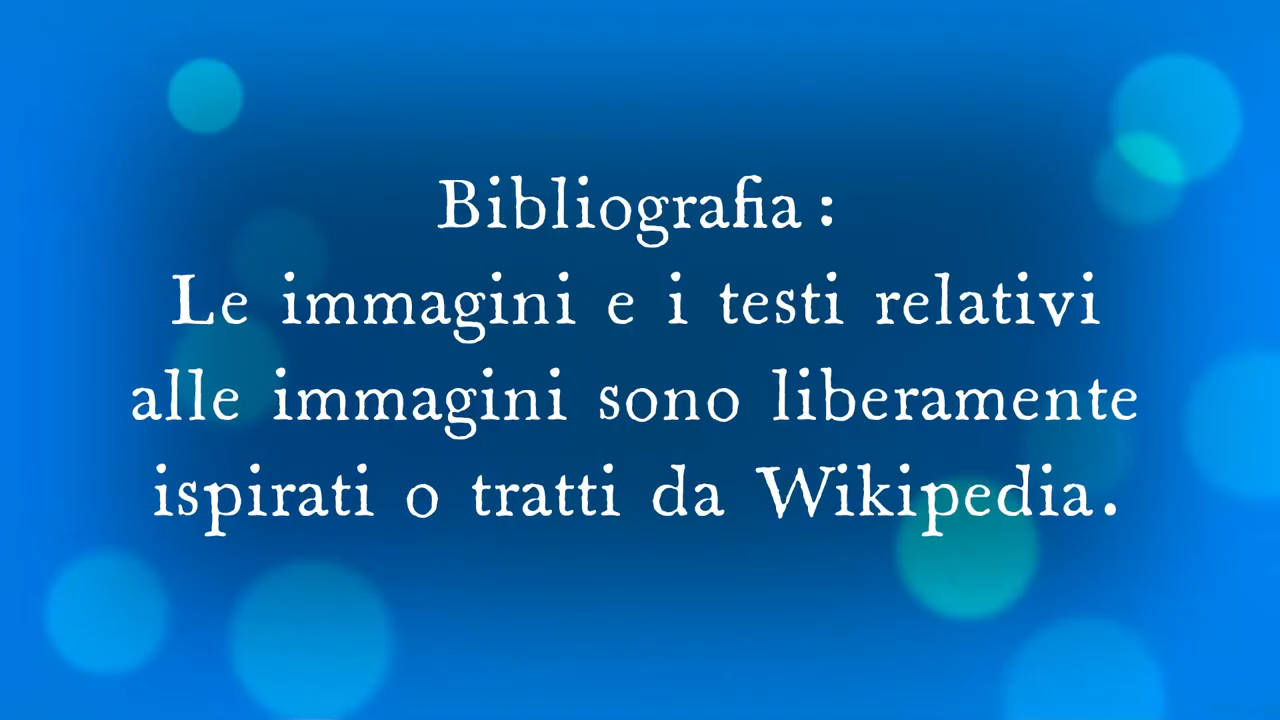 Bibliografia :
Le immagini e i testi relativi
alle immagini sono liberamente
ispirati o tratti da Wikipedia.